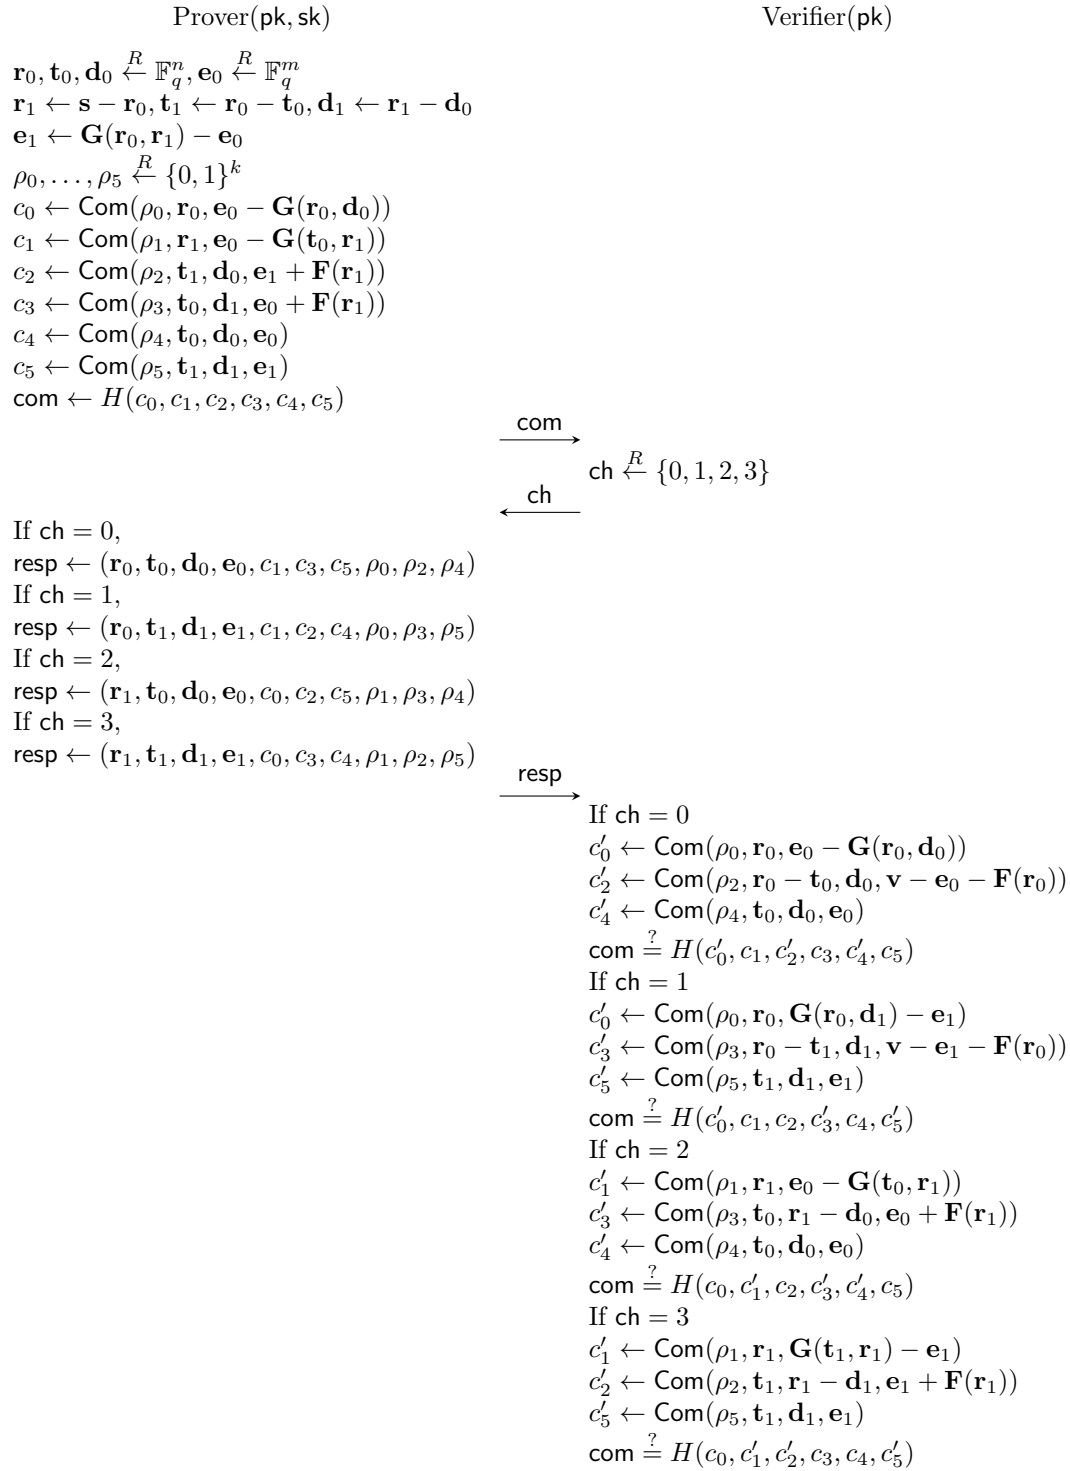 Prover(pk, sk)
Verifier(pk)
r₀, t₀, d₀ ←ᴿ 𝔽_q^n, e₀ ←ᴿ 𝔽_q^m
r₁ ← s − r₀, t₁ ← r₀ − t₀, d₁ ← r₁ − d₀
e₁ ← G(r₀, r₁) − e₀
ρ₀, . . . , ρ₅ ←ᴿ {0, 1}^k
c₀ ← Com(ρ₀, r₀, e₀ − G(r₀, d₀))
c₁ ← Com(ρ₁, r₁, e₀ − G(t₀, r₁))
c₂ ← Com(ρ₂, t₁, d₀, e₁ + F(r₁))
c₃ ← Com(ρ₃, t₀, d₁, e₀ + F(r₁))
c₄ ← Com(ρ₄, t₀, d₀, e₀)
c₅ ← Com(ρ₅, t₁, d₁, e₁)
com ← H(c₀, c₁, c₂, c₃, c₄, c₅)
com
ch ←ᴿ {0, 1, 2, 3}
ch
If ch = 0,
resp ← (r₀, t₀, d₀, e₀, c₁, c₃, c₅, ρ₀, ρ₂, ρ₄)
If ch = 1,
resp ← (r₀, t₁, d₁, e₁, c₁, c₂, c₄, ρ₀, ρ₃, ρ₅)
If ch = 2,
resp ← (r₁, t₀, d₀, e₀, c₀, c₂, c₅, ρ₁, ρ₃, ρ₄)
If ch = 3,
resp ← (r₁, t₁, d₁, e₁, c₀, c₃, c₄, ρ₁, ρ₂, ρ₅)
resp
If ch = 0
c′₀ ← Com(ρ₀, r₀, e₀ − G(r₀, d₀))
c′₂ ← Com(ρ₂, r₀ − t₀, d₀, v − e₀ − F(r₀))
c′₄ ← Com(ρ₄, t₀, d₀, e₀)
com ≟ H(c′₀, c₁, c′₂, c₃, c′₄, c₅)
If ch = 1
c′₀ ← Com(ρ₀, r₀, G(r₀, d₁) − e₁)
c′₃ ← Com(ρ₃, r₀ − t₁, d₁, v − e₁ − F(r₀))
c′₅ ← Com(ρ₅, t₁, d₁, e₁)
com ≟ H(c′₀, c₁, c₂, c′₃, c₄, c′₅)
If ch = 2
c′₁ ← Com(ρ₁, r₁, e₀ − G(t₀, r₁))
c′₃ ← Com(ρ₃, t₀, r₁ − d₀, e₀ + F(r₁))
c′₄ ← Com(ρ₄, t₀, d₀, e₀)
com ≟ H(c₀, c′₁, c₂, c′₃, c′₄, c₅)
If ch = 3
c′₁ ← Com(ρ₁, r₁, G(t₁, r₁) − e₁)
c′₂ ← Com(ρ₂, t₁, r₁ − d₁, e₁ + F(r₁))
c′₅ ← Com(ρ₅, t₁, d₁, e₁)
com ≟ H(c₀, c′₁, c′₂, c₃, c₄, c′₅)